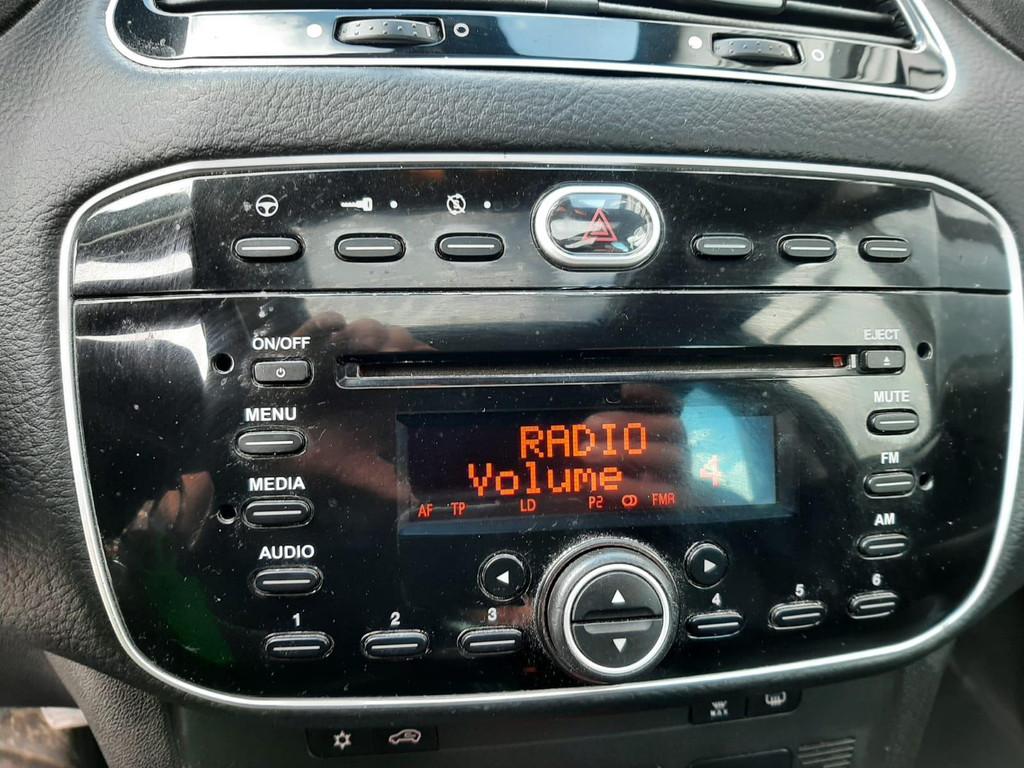 ON/OFF
EJECT
MENU
MUTE
RADIO
Volume 4
FM
MEDIA
AF TP LD P2 FMR
AM
AUDIO
1 2 3 4 5 6
MAX